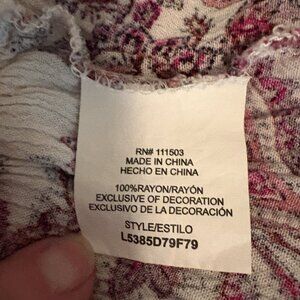 RN# 111503
MADE IN CHINA
HECHO EN CHINA
100%RAYON/RAYÓN
EXCLUSIVE OF DECORATION
EXCLUSIVO DE LA DECORACIÓN
STYLE/ESTILO
L5385D79F79